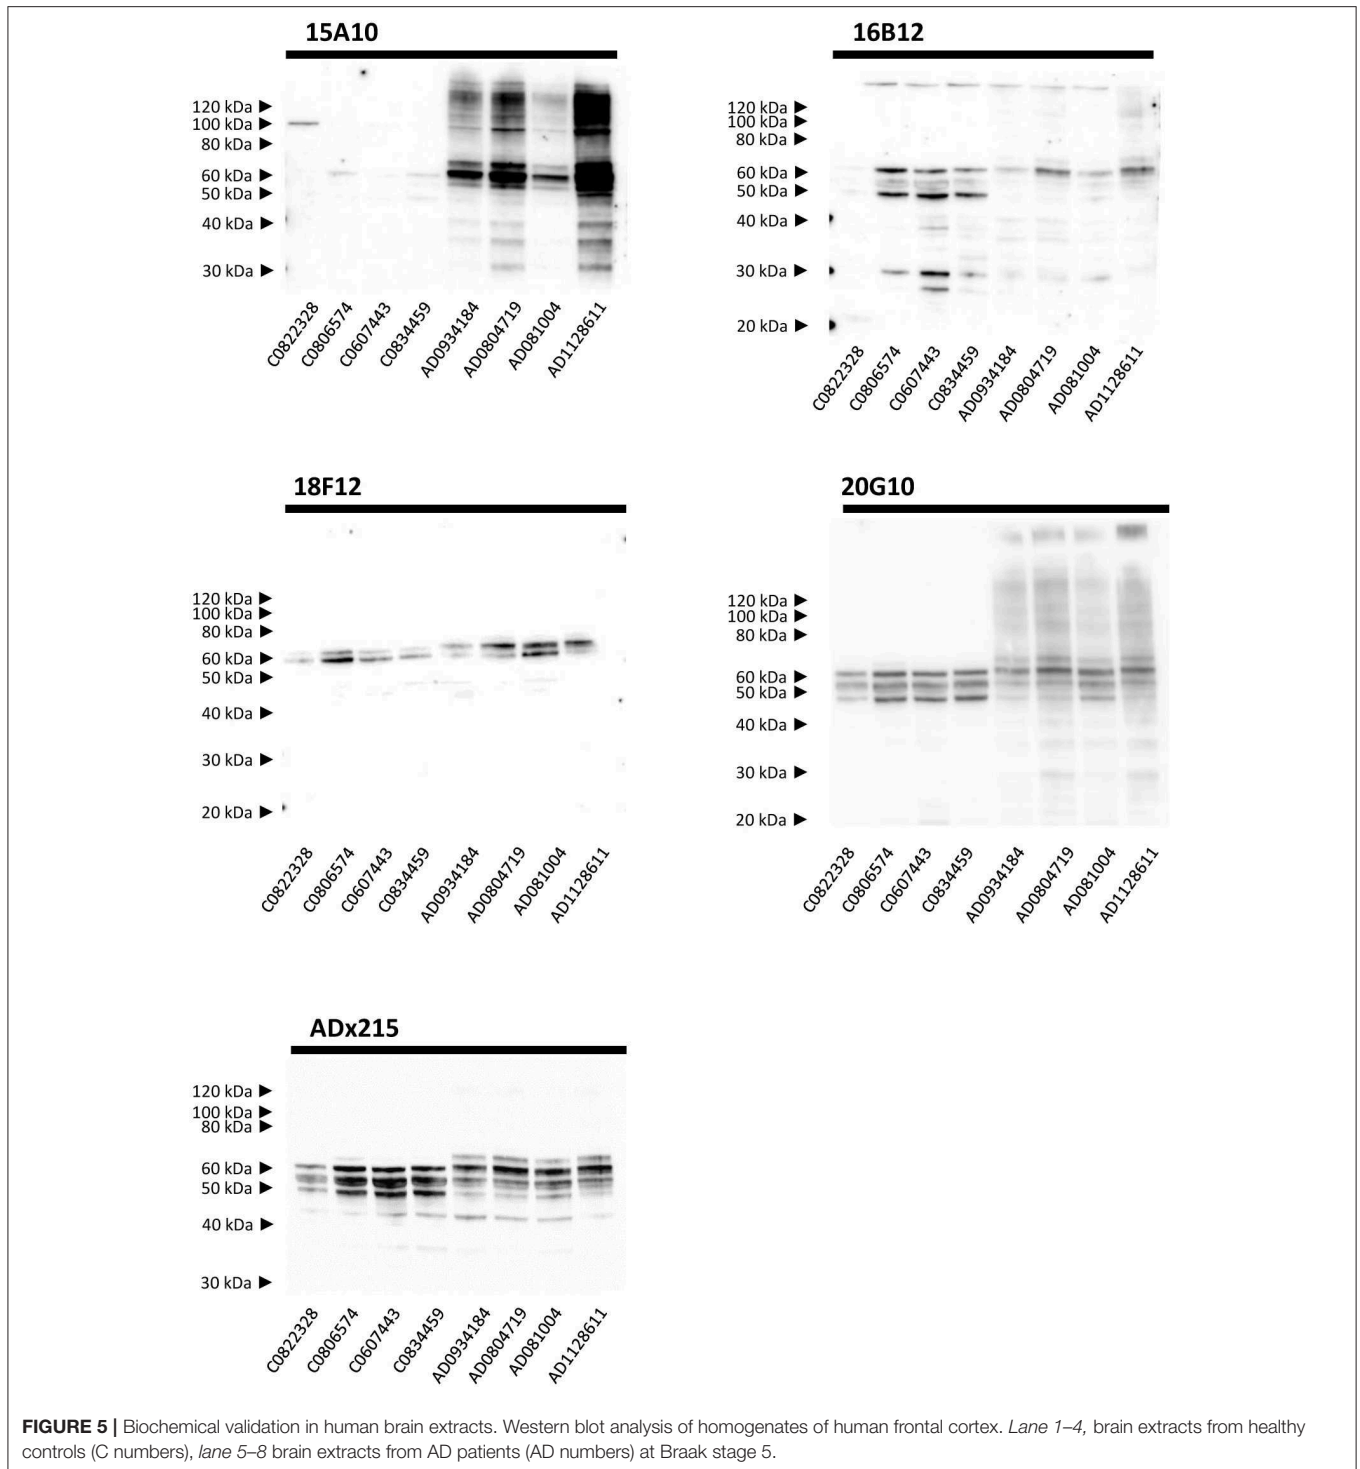 15A10
120 kDa ►
100 kDa ►
80 kDa ►
60 kDa ►
50 kDa ►
40 kDa ►
30 kDa ►
C0822328
C0806574
C0607443
C0834459
AD0934184
AD0804719
AD081004
AD1128611
16B12
120 kDa ►
100 kDa ►
80 kDa ►
60 kDa ►
50 kDa ►
40 kDa ►
30 kDa ►
20 kDa ►
C0822328
C0806574
C0607443
C0834459
AD0934184
AD0804719
AD081004
AD1128611
18F12
120 kDa ►
100 kDa ►
80 kDa ►
60 kDa ►
50 kDa ►
40 kDa ►
30 kDa ►
20 kDa ►
C0822328
C0806574
C0607443
C0834459
AD0934184
AD0804719
AD081004
AD1128611
20G10
120 kDa ►
100 kDa ►
80 kDa ►
60 kDa ►
50 kDa ►
40 kDa ►
30 kDa ►
20 kDa ►
C0822328
C0806574
C0607443
C0834459
AD0934184
AD0804719
AD081004
AD1128611
ADx215
120 kDa ►
100 kDa ►
80 kDa ►
60 kDa ►
50 kDa ►
40 kDa ►
30 kDa ►
C0822328
C0806574
C0607443
C0834459
AD0934184
AD0804719
AD081004
AD1128611
FIGURE 5 | Biochemical validation in human brain extracts. Western blot analysis of homogenates of human frontal cortex. Lane 1–4, brain extracts from healthy
controls (C numbers), lane 5–8 brain extracts from AD patients (AD numbers) at Braak stage 5.